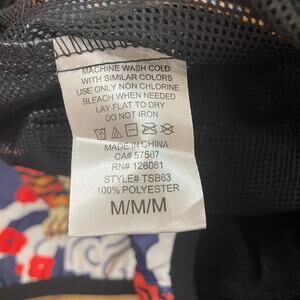 MACHINE WASH COLD
WITH SIMILAR COLORS
USE ONLY NON CHLORINE
BLEACH WHEN NEEDED
LAY FLAT TO DRY
DO NOT IRON
MADE IN CHINA
CA# 57587
RN# 126081
STYLE# TSB63
100% POLYESTER
M/M/M